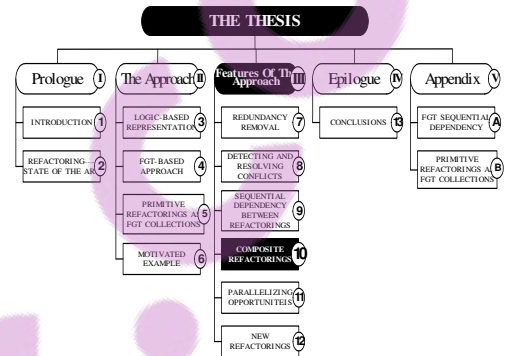 THE THESIS
Prologue I
INTRODUCTION 1
REFACTORING—
STATE OF THE AR 2
The Approach II
LOGIC-BASED
REPRESENTATION 3
FGT-BASED
APPROACH 4
PRIMITIVE
REFACTORINGS AS
FGT COLLECTIONS 5
MOTIVATED
EXAMPLE 6
Features Of Th
Approach III
REDUNDANCY
REMOVAL 7
DETECTING AND
RESOLVING
CONFLICTS 8
SEQUENTIAL
DEPENDENCY
BETWEEN
REFACTORINGS 9
COMPOSITE
REFACTORINGS 10
PARALLELIZING
OPPORTUNITEIS 11
NEW
REFACTORINGS 12
Epilogue IV
CONCLUSIONS 13
Appendix V
FGT SEQUENTIAL
DEPENDENCY A
PRIMITIVE
REFACTORINGS A
FGT COLLECTIONS B